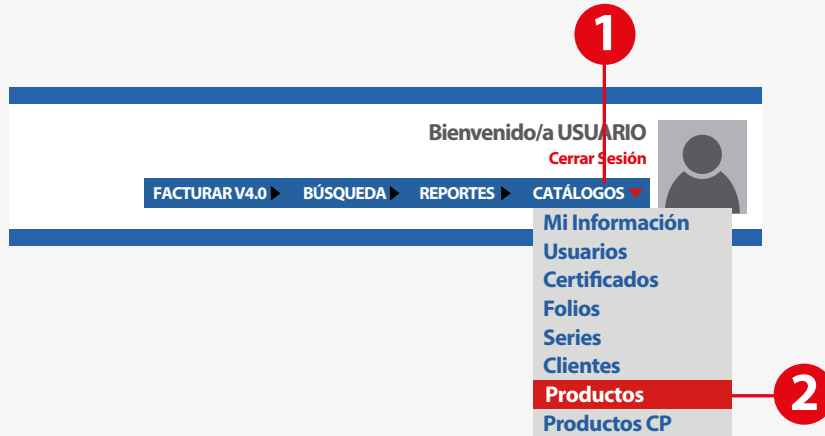 1
Bienvenido/a USUARIO
Cerrar Sesión
FACTURAR V4.0 BÚSQUEDA REPORTES CATÁLOGOS
Mi Información
Usuarios
Certificados
Folios
Series
Clientes
Productos
2
Productos CP